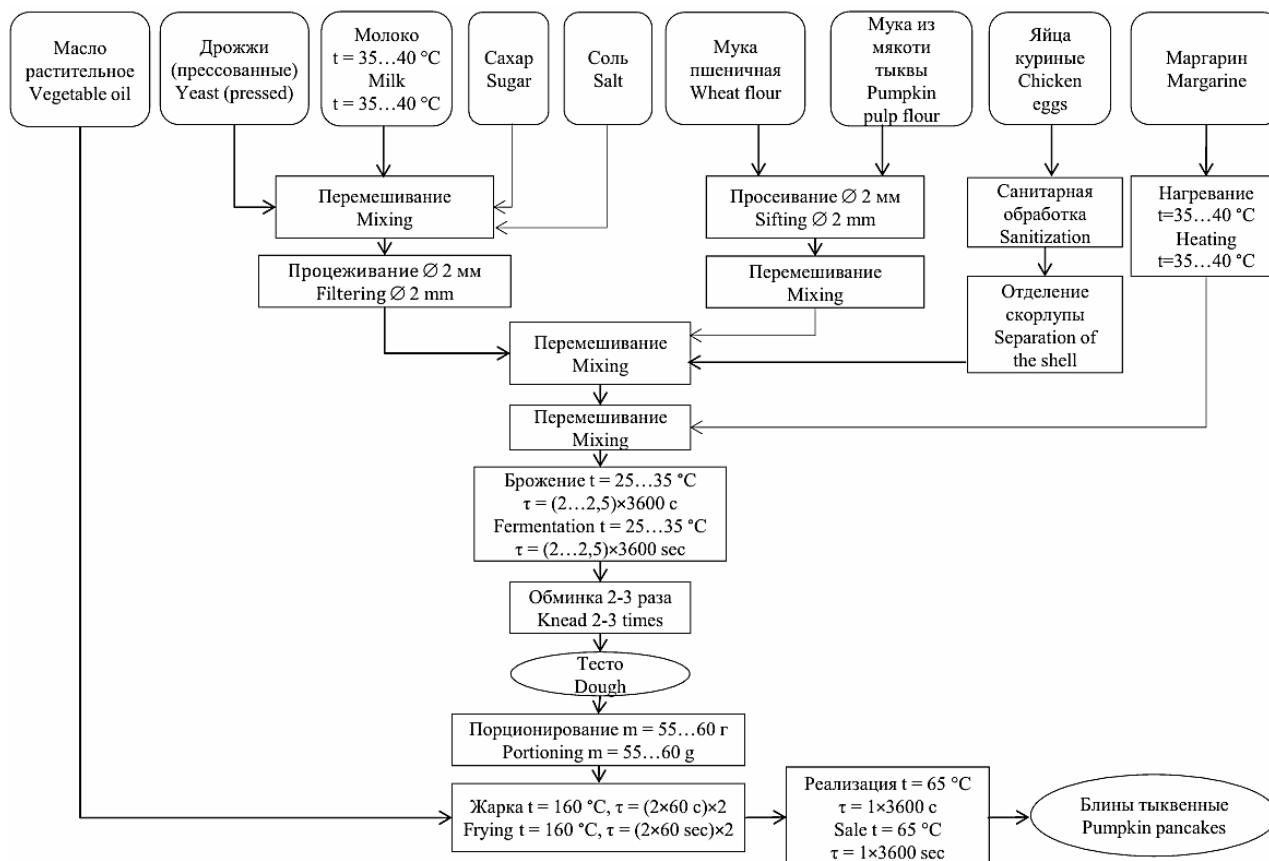 Масло
растительное
Vegetable oil
Дрожжи
(прессованные)
Yeast (pressed)
Молоко
t = 35…40 °C
Milk
t = 35…40 °C
Сахар
Sugar
Соль
Salt
Мука
пшеничная
Wheat flour
Мука из
мякоти
тыквы
Pumpkin
pulp flour
Яйца
куриные
Chicken
eggs
Маргарин
Margarine
Перемешивание
Mixing
Просеивание ∅ 2 мм
Sifting ∅ 2 mm
Санитарная
обработка
Sanitization
Нагревание
t=35…40 °C
Heating
t=35…40 °C
Процеживание ∅ 2 мм
Filtering ∅ 2 mm
Перемешивание
Mixing
Отделение
скорлупы
Separation of
the shell
Перемешивание
Mixing
Перемешивание
Mixing
Брожение t = 25…35 °C
τ = (2…2,5)×3600 с
Fermentation t = 25…35 °C
τ = (2…2,5)×3600 sec
Обминка 2-3 раза
Knead 2-3 times
Тесто
Dough
Порционирование m = 55…60 г
Portioning m = 55…60 g
Жарка t = 160 °C, τ = (2×60 с)×2
Frying t = 160 °C, τ = (2×60 sec)×2
Реализация t = 65 °C
τ = 1×3600 с
Sale t = 65 °C
τ = 1×3600 sec
Блины тыквенные
Pumpkin pancakes